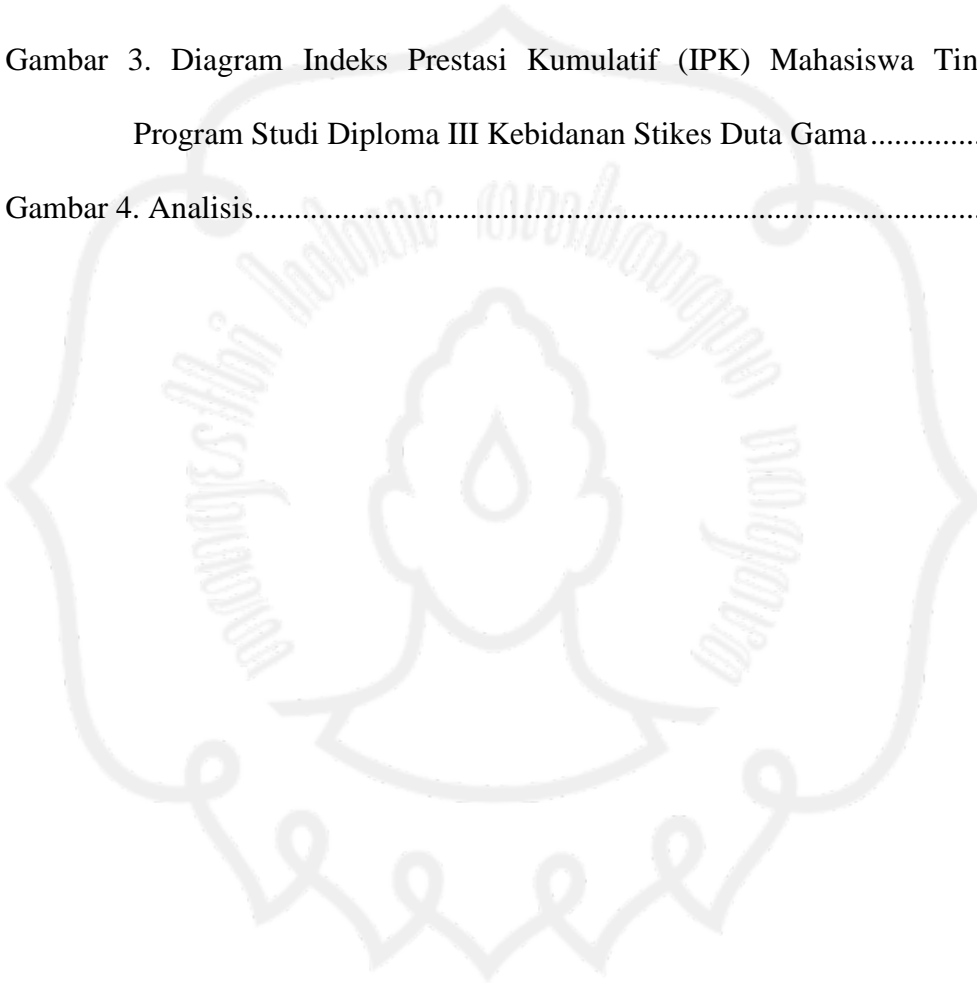 Gambar 3. Diagram Indeks Prestasi Kumulatif (IPK) Mahasiswa Tin
Program Studi Diploma III Kebidanan Stikes Duta Gama..............
Gambar 4. Analisis...........................................................................................